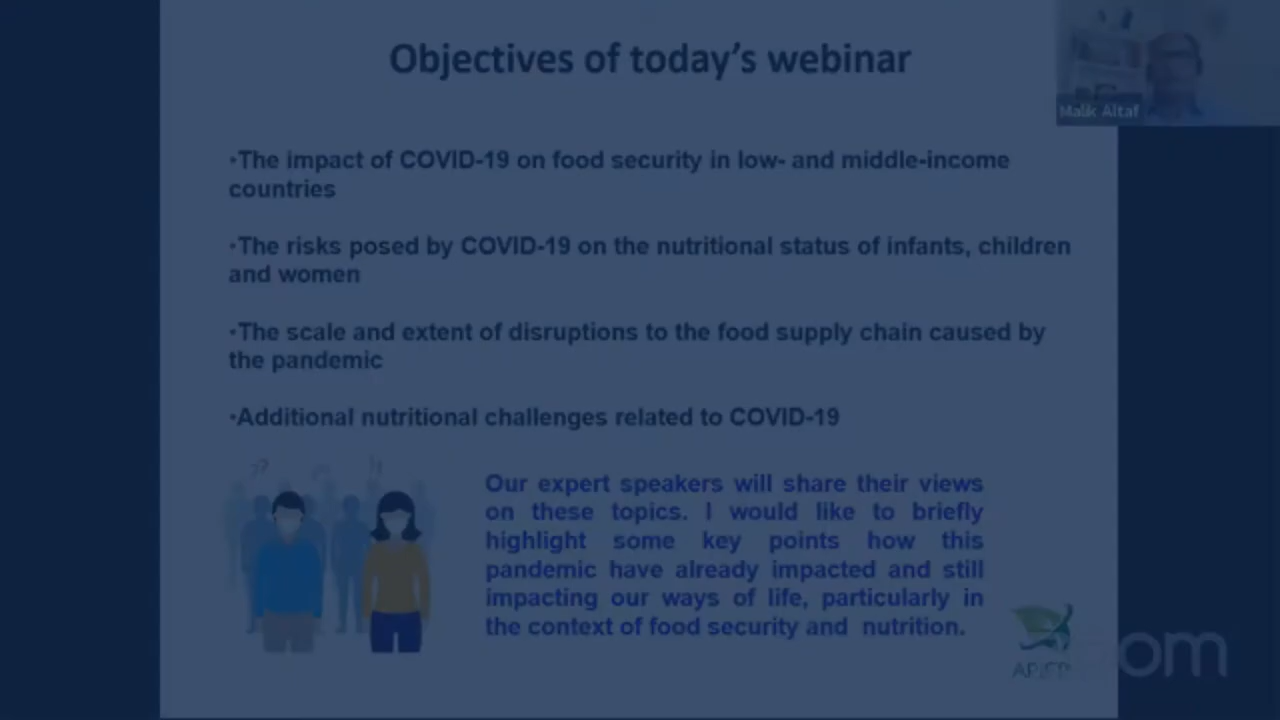 Objectives of today's webinar
Malik Altaf
•The impact of COVID-19 on food security in low- and middle-income
countries
•The risks posed by COVID-19 on the nutritional status of infants, children
and women
•The scale and extent of disruptions to the food supply chain caused by
the pandemic
•Additional nutritional challenges related to COVID-19
Our expert speakers will share their views
on these topics. I would like to briefly
highlight some key points how this
pandemic have already impacted and still
impacting our ways of life, particularly in
the context of food security and nutrition.